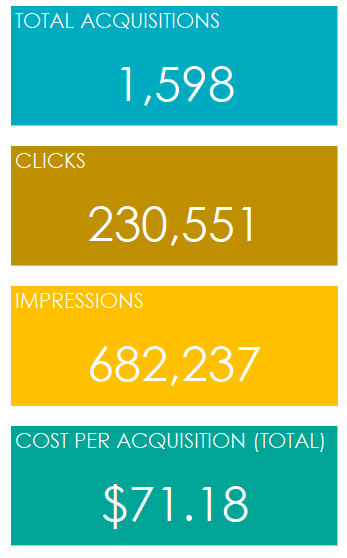 TOTAL ACQUISITIONS
1,598
CLICKS
230,551
IMPRESSIONS
682,237
COST PER ACQUISITION (TOTAL)
$71.18